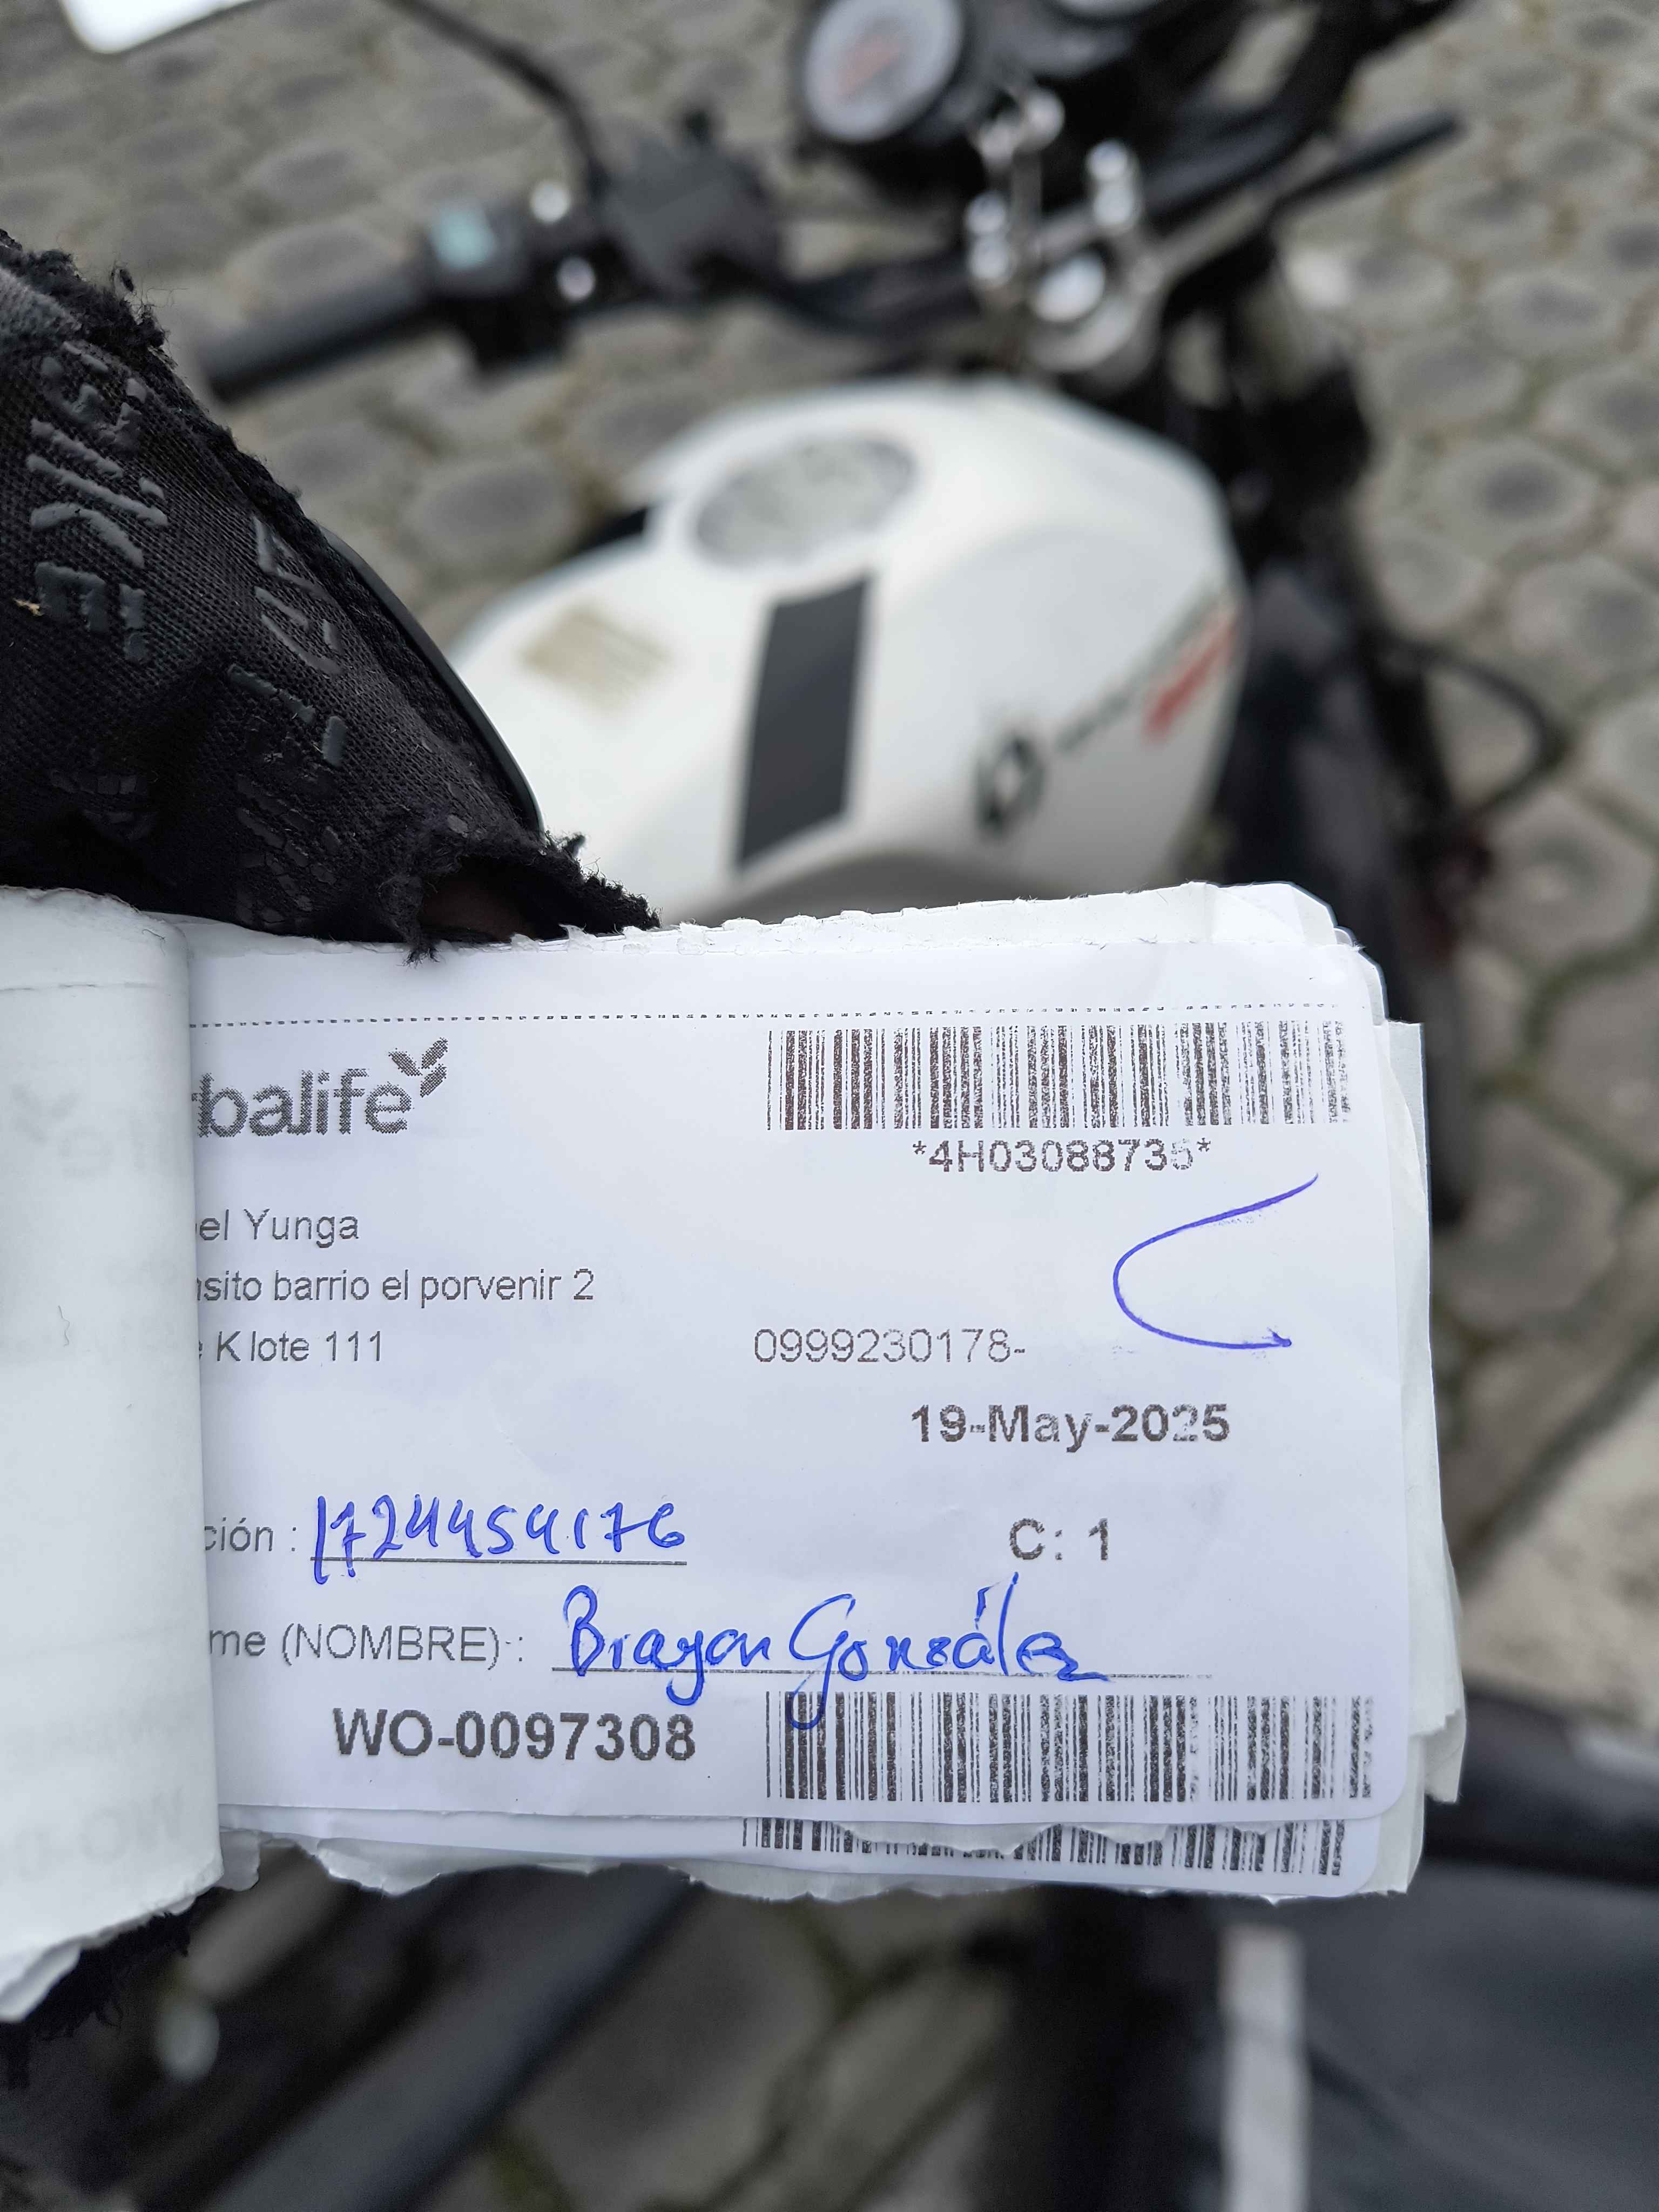 balife
*4H03088735*
el Yunga
nsito barrio el porvenir 2
K lote 111 0999230178-
19-May-2025
ción : 1724454176
C: 1
me (NOMBRE) : Brayan González
WO-0097308